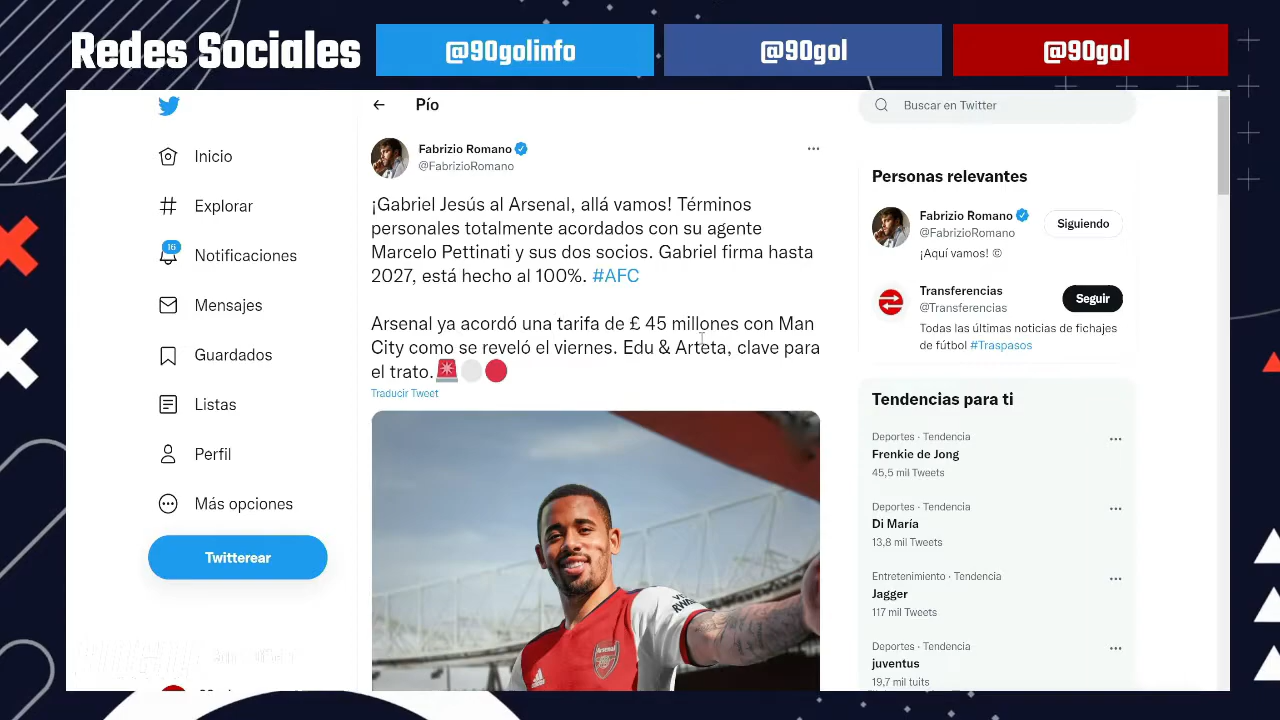 Redes Sociales
@90golinfo
@90gol
@90gol
Pío
Buscar en Twitter
Inicio
Explorar
16
Notificaciones
Mensajes
Guardados
Listas
Perfil
Más opciones
Twitterear
Fabrizio Romano
@FabrizioRomano
¡Gabriel Jesús al Arsenal, allá vamos! Términos
personales totalmente acordados con su agente
Marcelo Pettinati y sus dos socios. Gabriel firma hasta
2027, está hecho al 100%. #AFC
Arsenal ya acordó una tarifa de £ 45 millones con Man
City como se reveló el viernes. Edu & Arteta, clave para
el trato.
Traducir Tweet
Arsenal
Personas relevantes
Fabrizio Romano
@FabrizioRomano
Siguiendo
¡Aquí vamos! ©
Transferencias
@Transferencias
Seguir
Todas las últimas noticias de fichajes
de fútbol #Traspasos
Tendencias para ti
Deportes · Tendencia
Frenkie de Jong
45,5 mil Tweets
Deportes · Tendencia
Di María
13,8 mil Tweets
Entretenimiento · Tendencia
Jagger
117 mil Tweets
Deportes · Tendencia
juventus
19,7 mil tuits